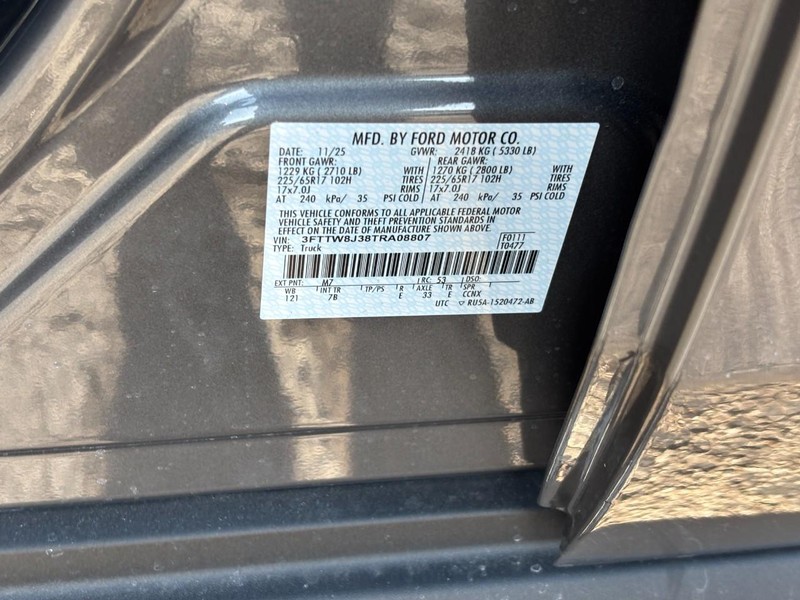 MFD. BY FORD MOTOR CO.
DATE: 11/25 GVWR: 2418 KG ( 5330 LB)
FRONT GAWR: REAR GAWR:
1229 KG ( 2710 LB) WITH 1270 KG ( 2800 LB) WITH
225/65R17 102H TIRES 225/65R17 102H TIRES
17x7.0J RIMS 17x7.0J RIMS
AT 240 kPa/ 35 PSI COLD AT 240 kPa/ 35 PSI COLD
THIS VEHICLE CONFORMS TO ALL APPLICABLE FEDERAL MOTOR
VEHICLE SAFETY AND THEFT PREVENTION STANDARDS IN
EFFECT ON THE DATE OF MANUFACTURE SHOWN ABOVE.
VIN: 3FTTW8J38TRA08807 F0111
TYPE: Truck T0477
EXT PNT: M7 RC: 53 DSO:
WB INT TR TP/PS R AXLE TR SPR
121 7B E 33 E CCNX
UTC RU5A-1520472-AB